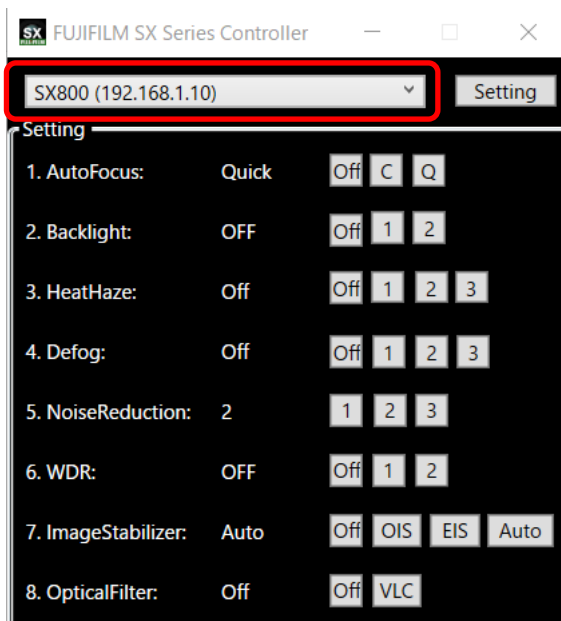 SX FUJIFILM SX Series Controller
SX800 (192.168.1.10) Setting
Setting
1. AutoFocus: Quick Off C Q
2. Backlight: OFF Off 1 2
3. HeatHaze: Off Off 1 2 3
4. Defog: Off Off 1 2 3
5. NoiseReduction: 2 1 2 3
6. WDR: OFF Off 1 2
7. ImageStabilizer: Auto Off OIS EIS Auto
8. OpticalFilter: Off Off VLC